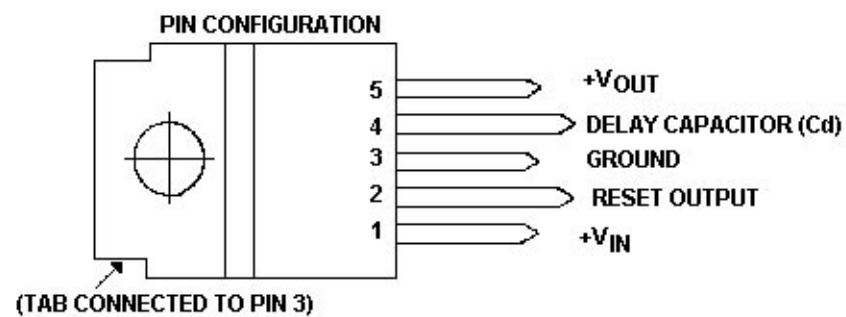 PIN CONFIGURATION
5 +VOUT
4 DELAY CAPACITOR (Cd)
3 GROUND
2 RESET OUTPUT
1 +VIN
(TAB CONNECTED TO PIN 3)